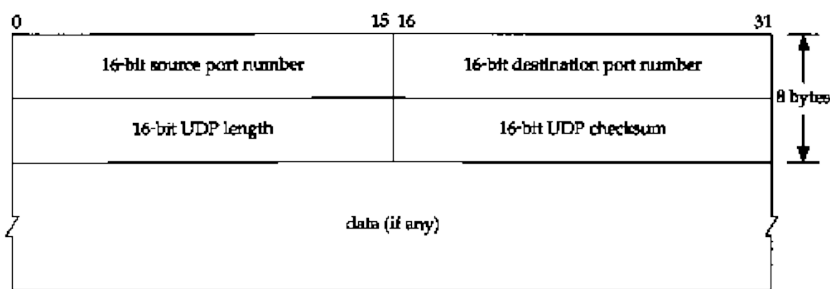 0 15 16 31
16-bit source port number 16-bit destination port number
8 bytes
16-bit UDP length 16-bit UDP checksum
data (if any)